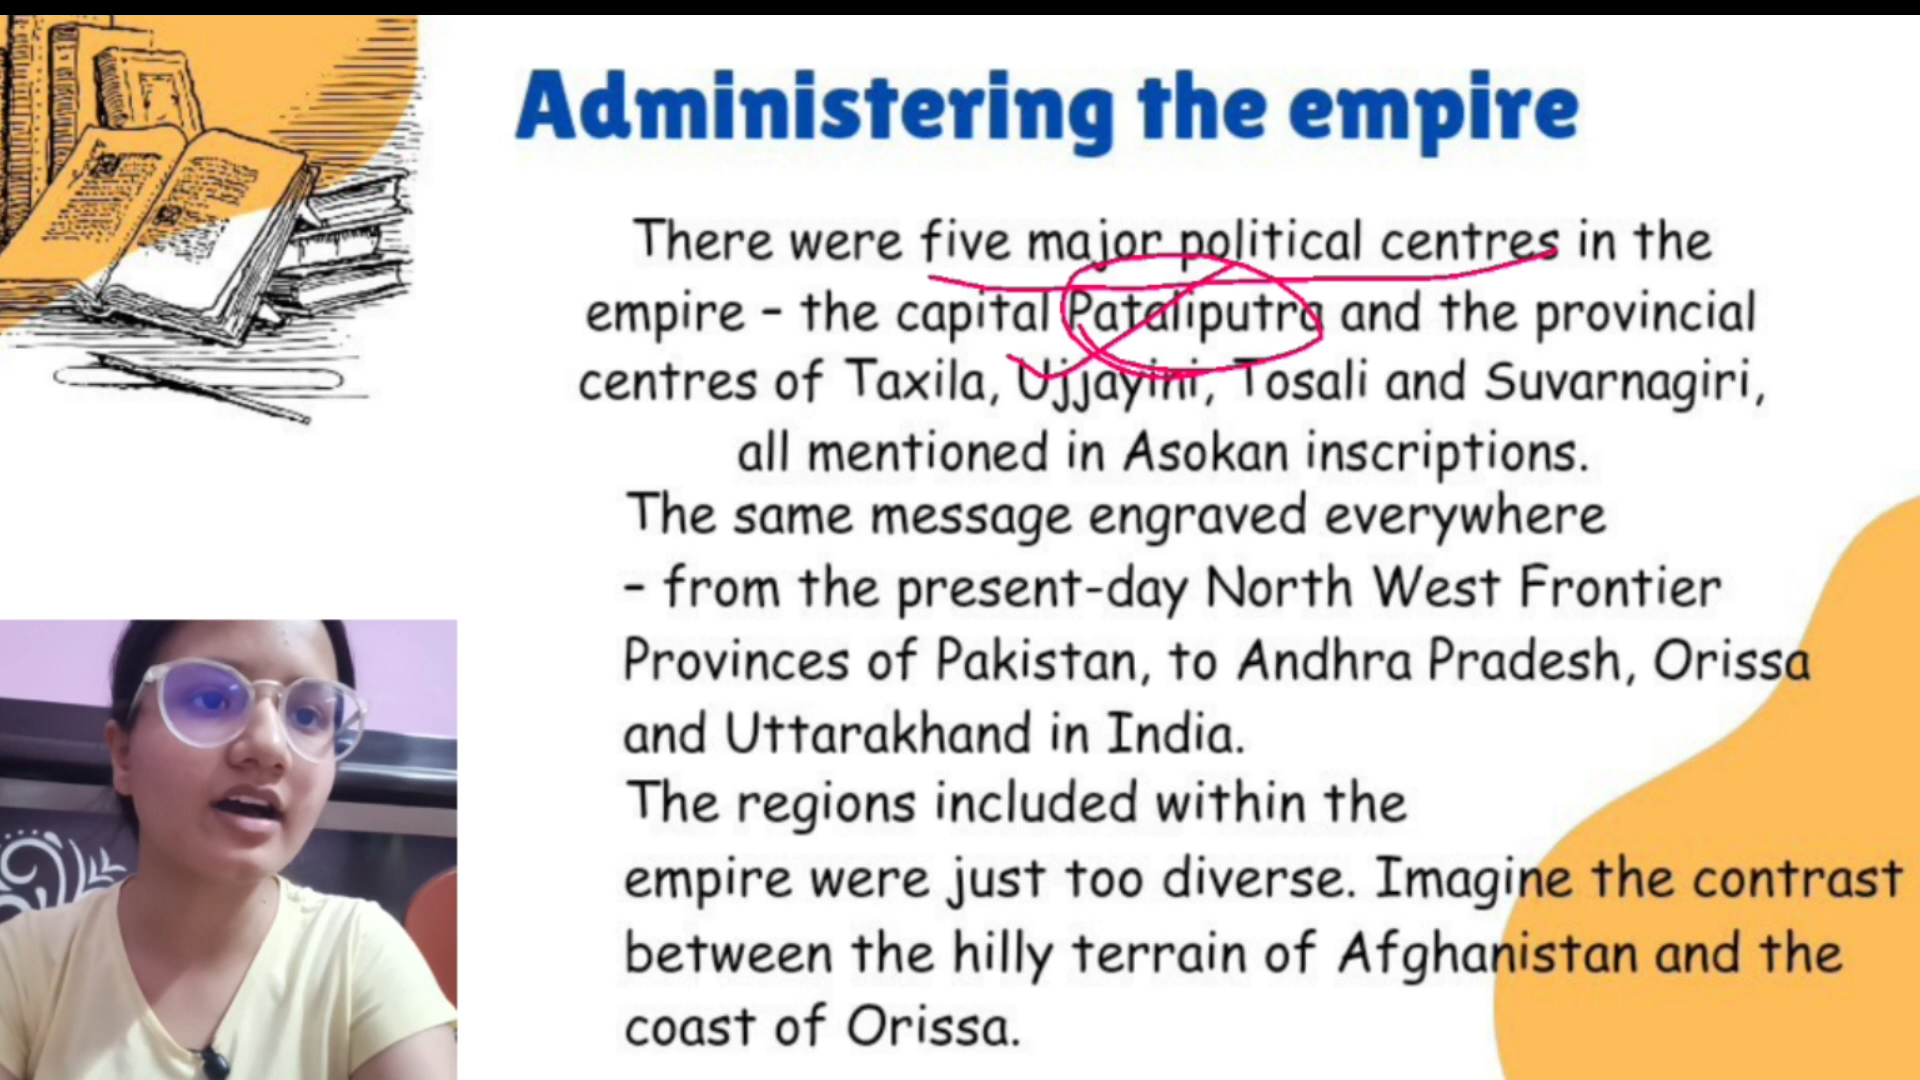 Administering the empire
There were five major political centres in the
empire – the capital Pataliputra and the provincial
centres of Taxila, Ujjayini, Tosali and Suvarnagiri,
all mentioned in Asokan inscriptions.
The same message engraved everywhere
– from the present-day North West Frontier
Provinces of Pakistan, to Andhra Pradesh, Orissa
and Uttarakhand in India.
The regions included within the
empire were just too diverse. Imagine the contrast
between the hilly terrain of Afghanistan and the
coast of Orissa.